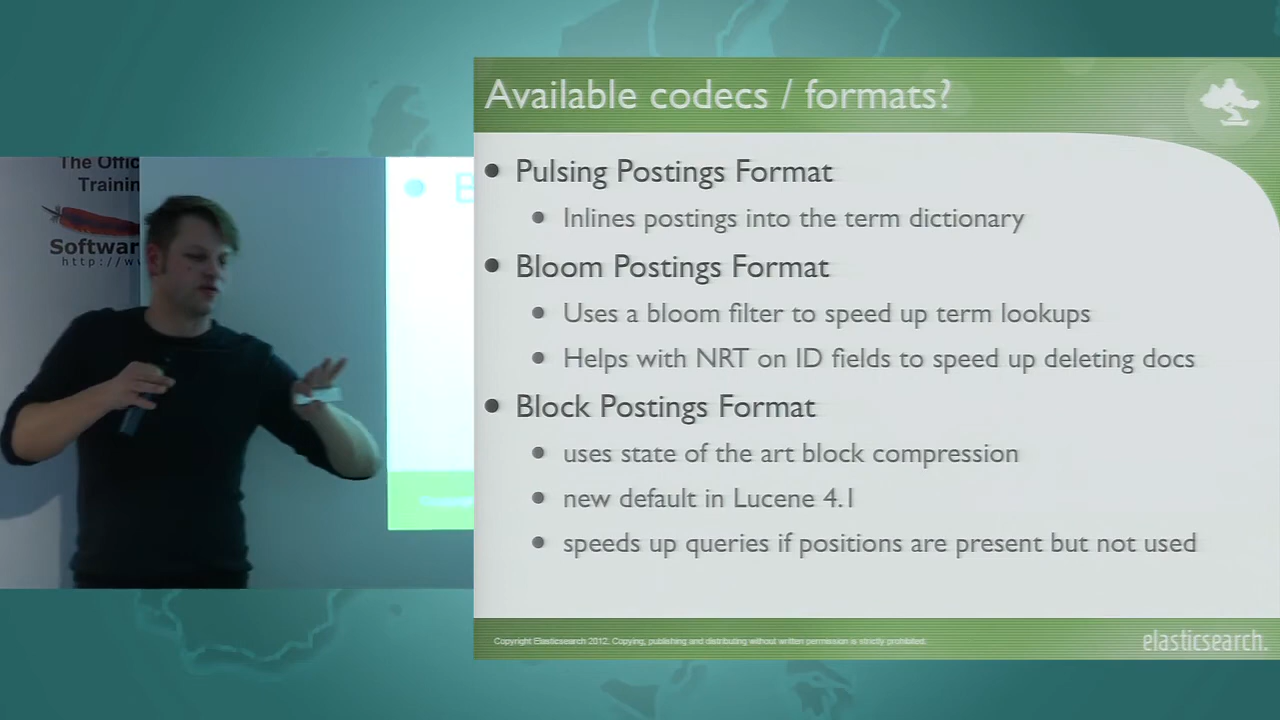 The Offic
Trainin
Softwar
http://w
Available codecs / formats?
Pulsing Postings Format
Inlines postings into the term dictionary
Bloom Postings Format
Uses a bloom filter to speed up term lookups
Helps with NRT on ID fields to speed up deleting docs
Block Postings Format
uses state of the art block compression
new default in Lucene 4.1
speeds up queries if positions are present but not used
Copyright Elasticsearch 2012. Copying, publishing and distributing without written permission is strictly prohibited.
elasticsearch.